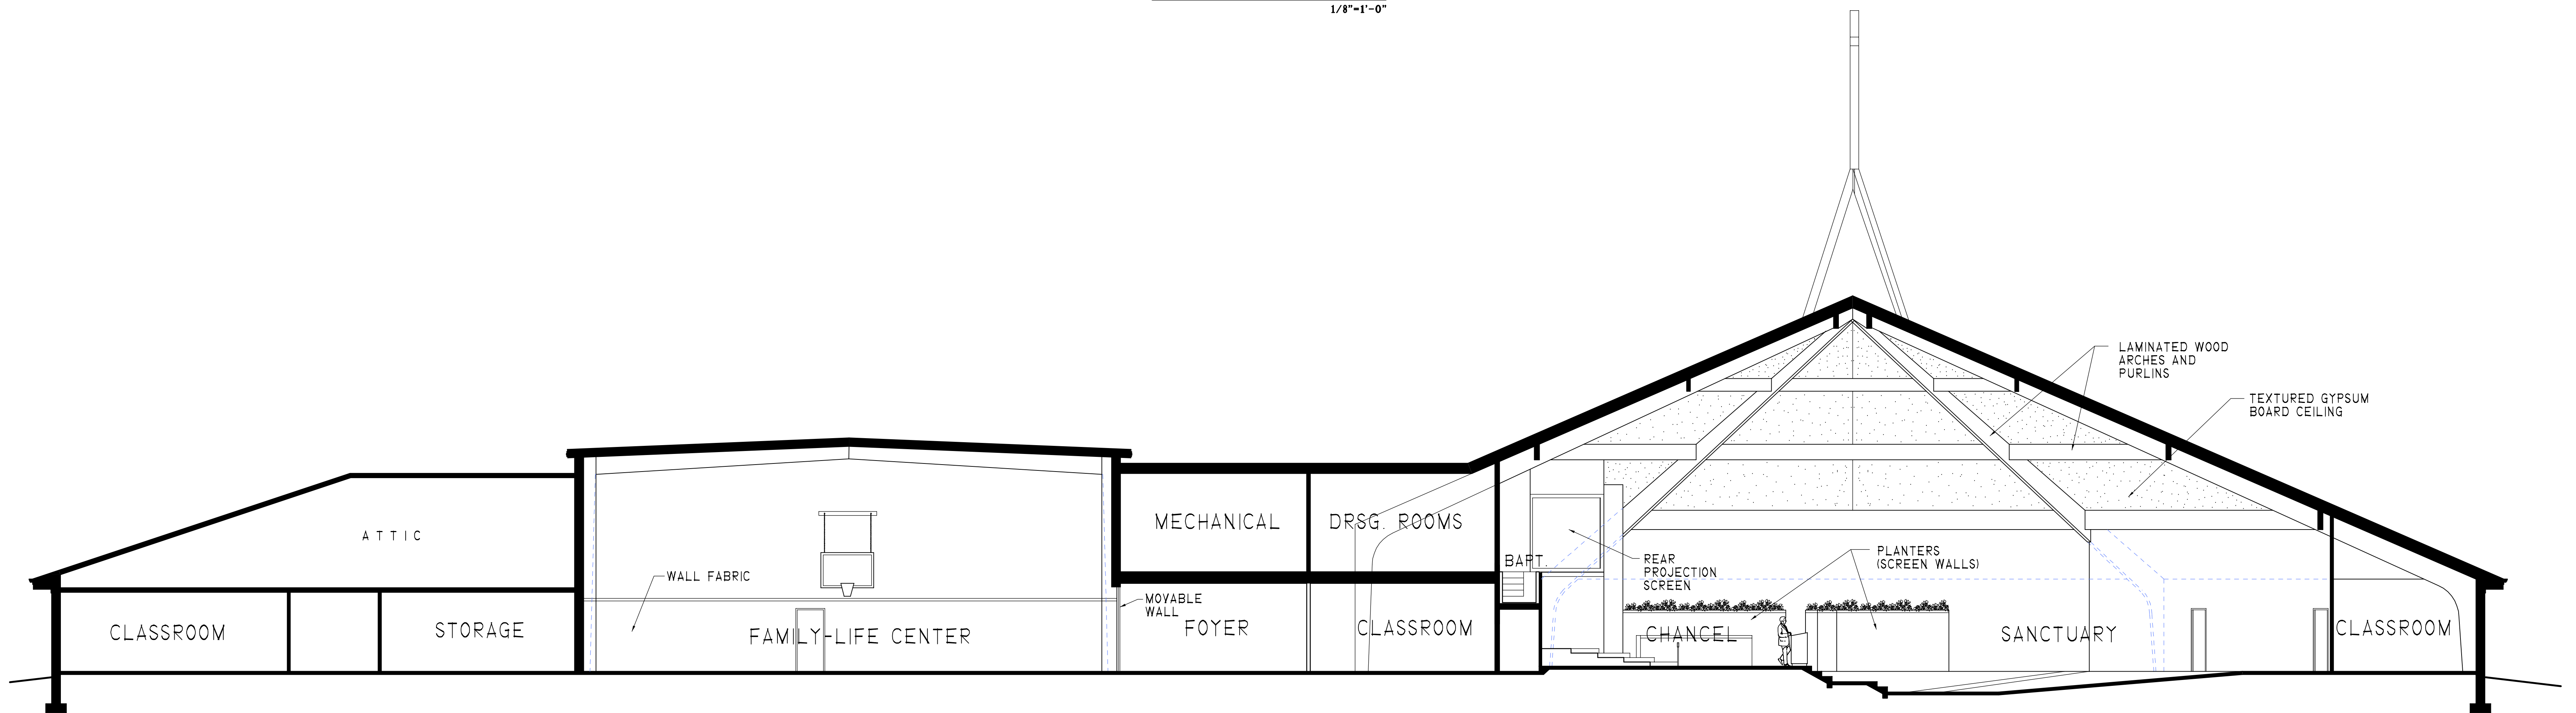 1/8"=1'-0"
LAMINATED WOOD
ARCHES AND
PURLINS
TEXTURED GYPSUM
BOARD CEILING
MECHANICAL
DRSG. ROOMS
ATTIC
BAPT.
REAR
PROJECTION
SCREEN
PLANTERS
(SCREEN WALLS)
WALL FABRIC
MOVABLE
WALL
CLASSROOM
STORAGE
FAMILY-LIFE CENTER
FOYER
CLASSROOM
CHANCEL
SANCTUARY
CLASSROOM